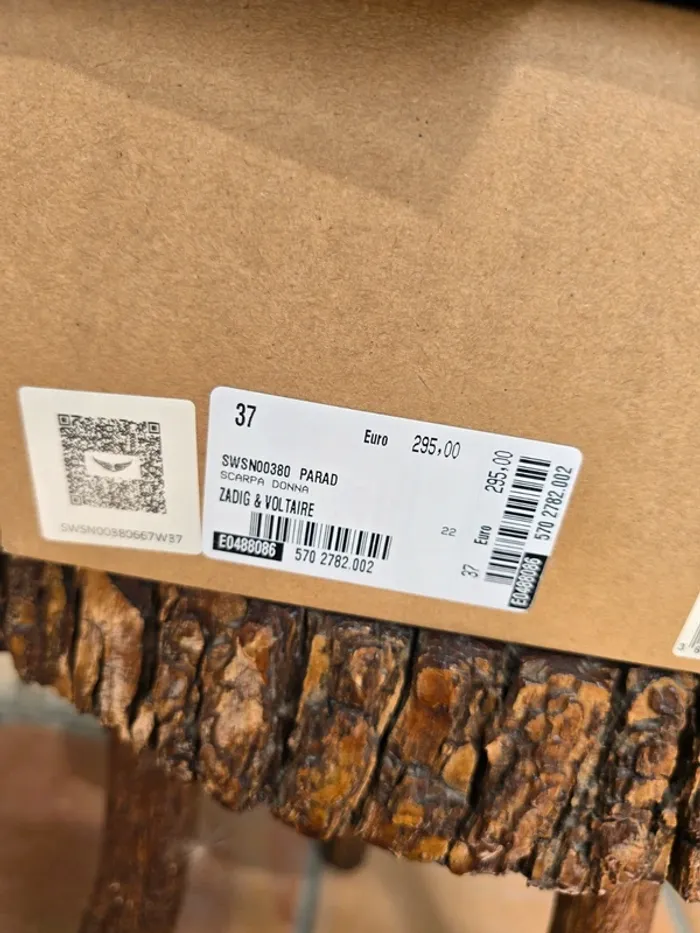 SWSN00380667W37
37
Euro 295,00
SWSN00380 PARAD
SCARPA DONNA
ZADIG & VOLTAIRE
22
E0488086
570 2782.002
295,00
37 Euro
E0488086
570 2782.002